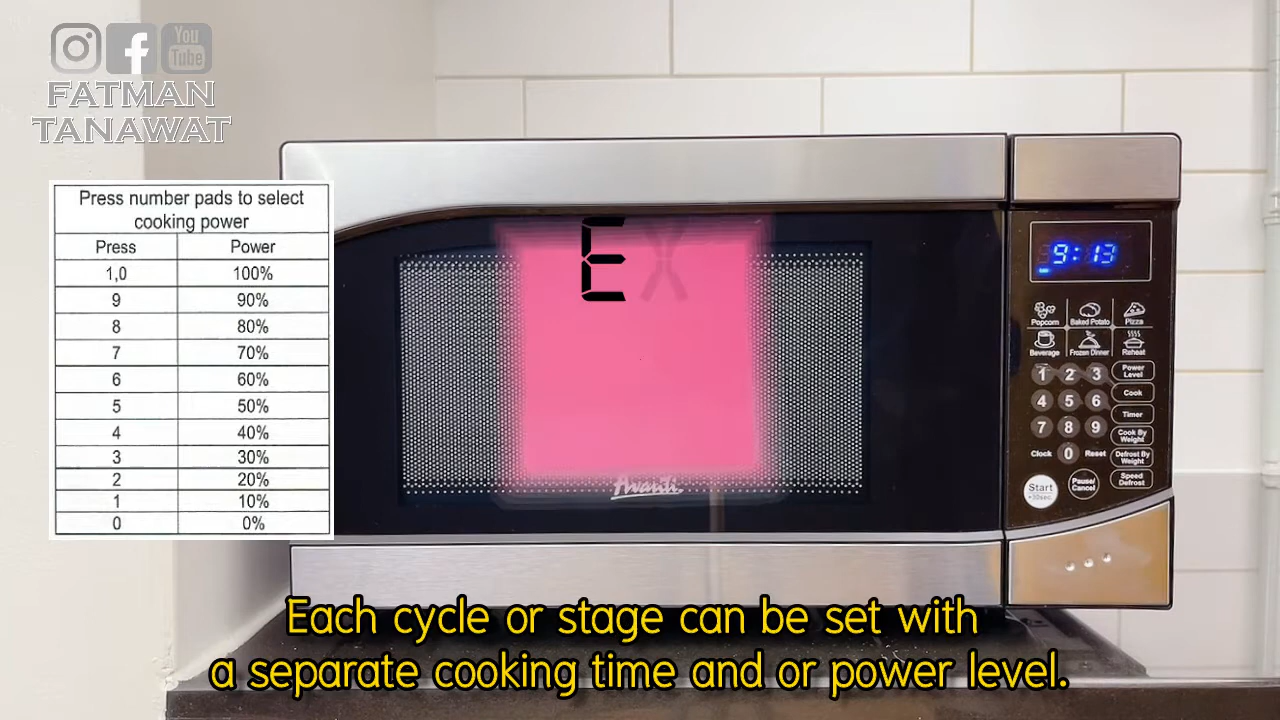 You
Tube
FATMAN
TANAWAT
Press number pads to select
cooking power
Press Power
1,0 100%
9 90%
8 80%
7 70%
6 60%
5 50%
4 40%
3 30%
2 20%
1 10%
0 0%
E X
Avanti
9:13
Popcorn Baked Potato Pizza
Beverage Frozen Dinner Reheat
1 2 3 Power Level
Cook
4 5 6 Timer
7 8 9 Cook By Weight
Clock 0 Reset Defrost By Weight
Start +30sec. Pause/Cancel Speed Defrost
Each cycle or stage can be set with
a separate cooking time and or power level.